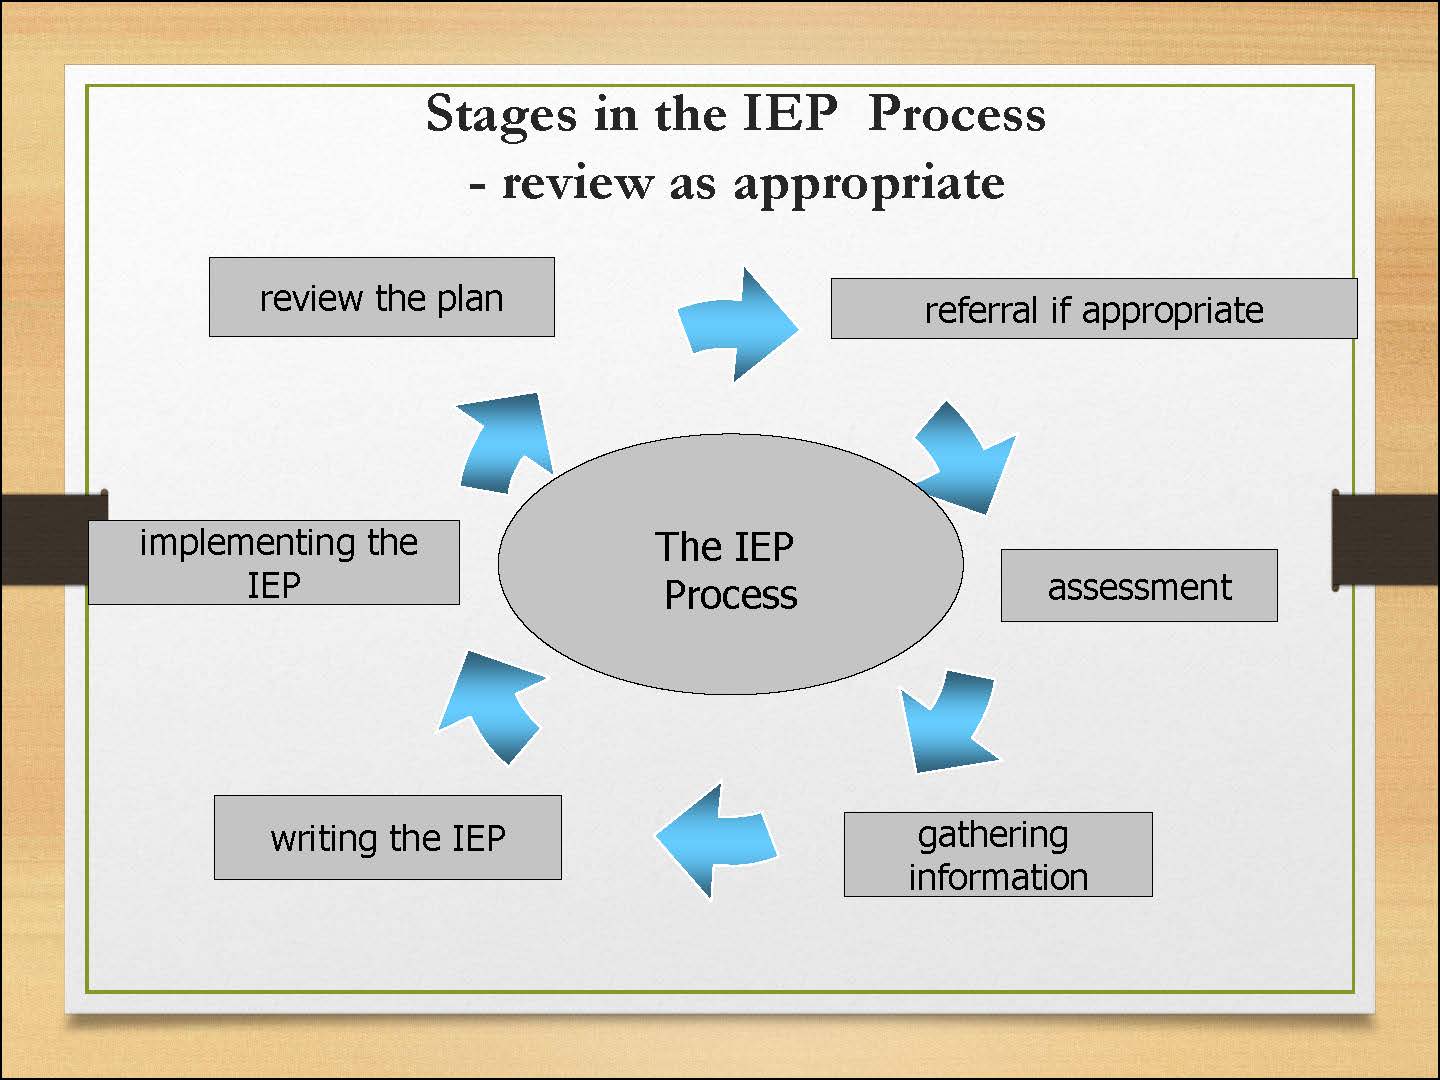 Stages in the IEP Process
- review as appropriate
review the plan
referral if appropriate
implementing the
IEP
The IEP
Process
assessment
writing the IEP
gathering
information